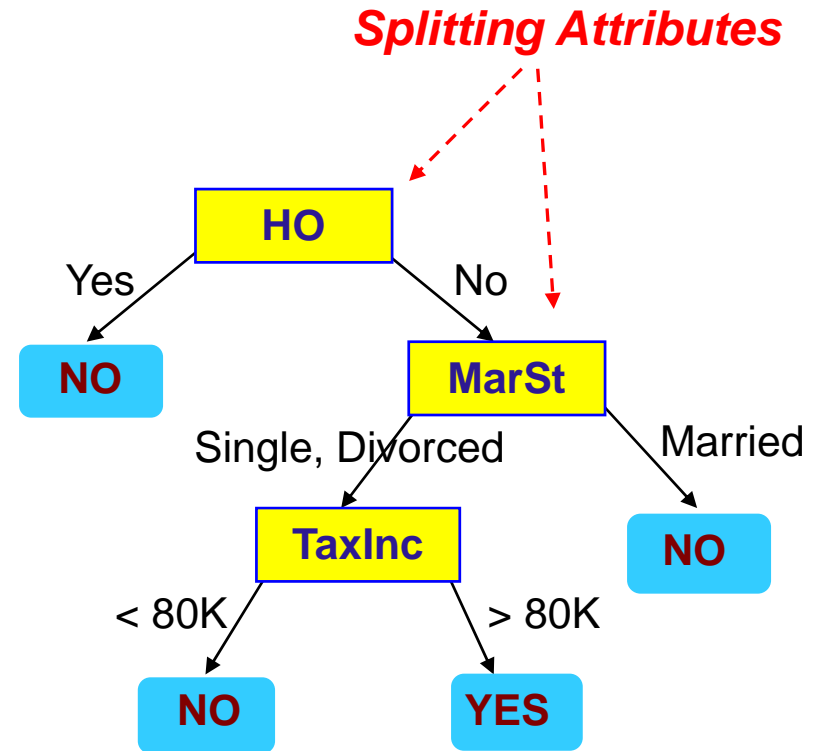 Splitting Attributes
HO
Yes
No
NO
MarSt
Single, Divorced
Married
TaxInc
NO
< 80K
> 80K
NO
YES